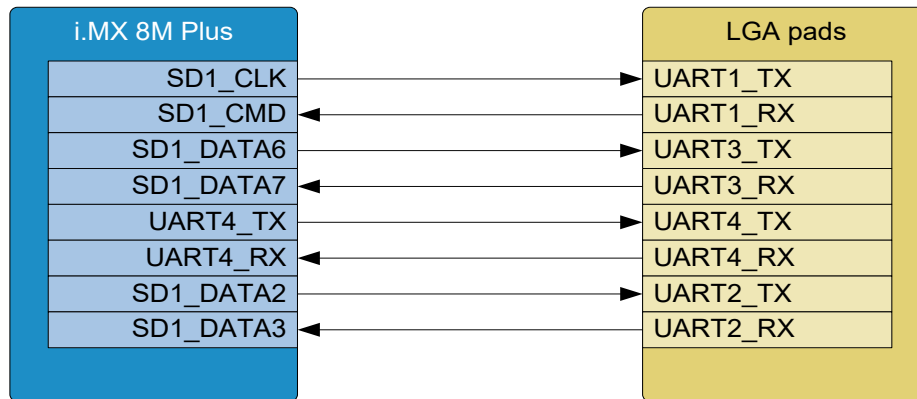 i.MX 8M Plus
SD1_CLK
SD1_CMD
SD1_DATA6
SD1_DATA7
UART4_TX
UART4_RX
SD1_DATA2
SD1_DATA3
LGA pads
UART1_TX
UART1_RX
UART3_TX
UART3_RX
UART4_TX
UART4_RX
UART2_TX
UART2_RX